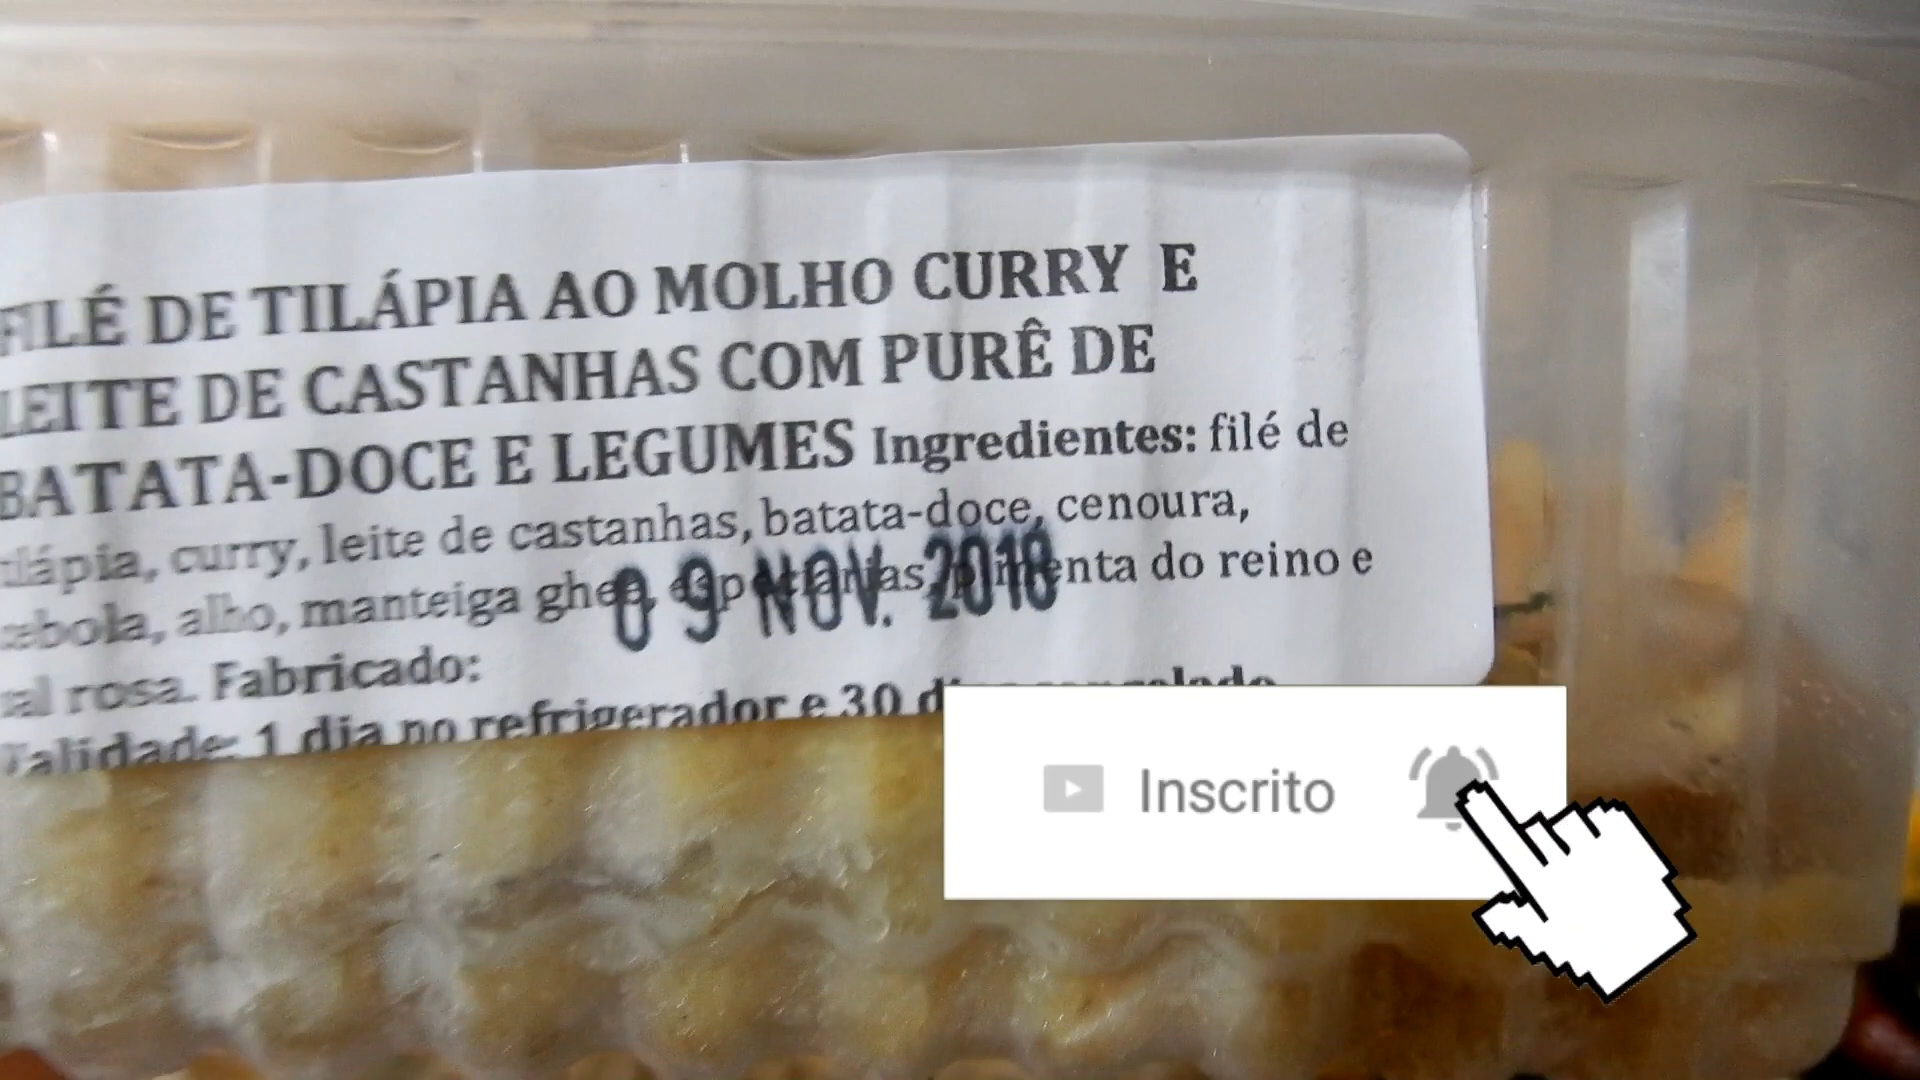 FILÉ DE TILÁPIA AO MOLHO CURRY E
LEITE DE CASTANHAS COM PURÊ DE
BATATA-DOCE E LEGUMES Ingredientes: filé de
tilápia, curry, leite de castanhas, batata-doce, cenoura,
cebola, alho, manteiga ghee, especiarias, pimenta do reino e
sal rosa. Fabricado:
09 NOV. 2018
Validade: 1 dia no refrigerador e 30 dias congelado
Inscrito